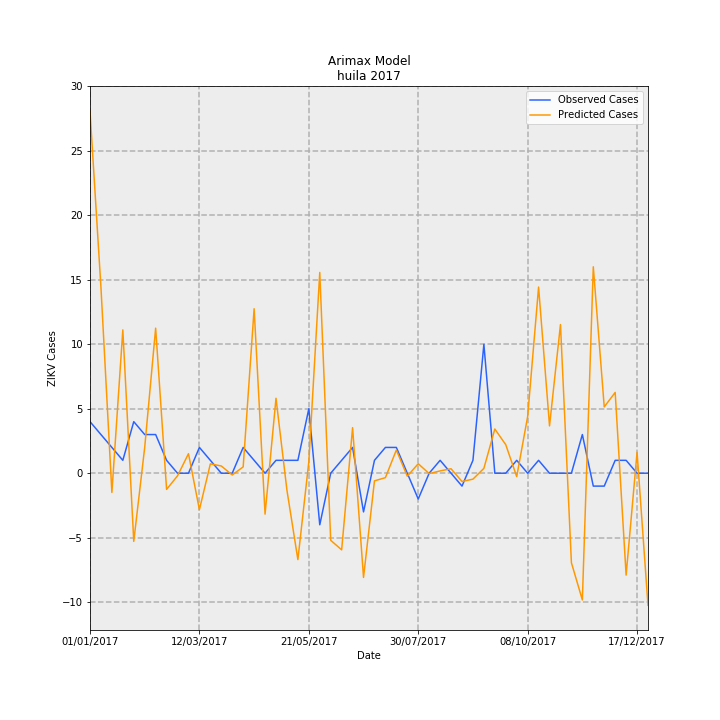 Arimax Model
huila 2017
Observed Cases
Predicted Cases
ZIKV Cases
30
25
20
15
10
5
0
−5
−10
01/01/2017 12/03/2017 21/05/2017 30/07/2017 08/10/2017 17/12/2017
Date